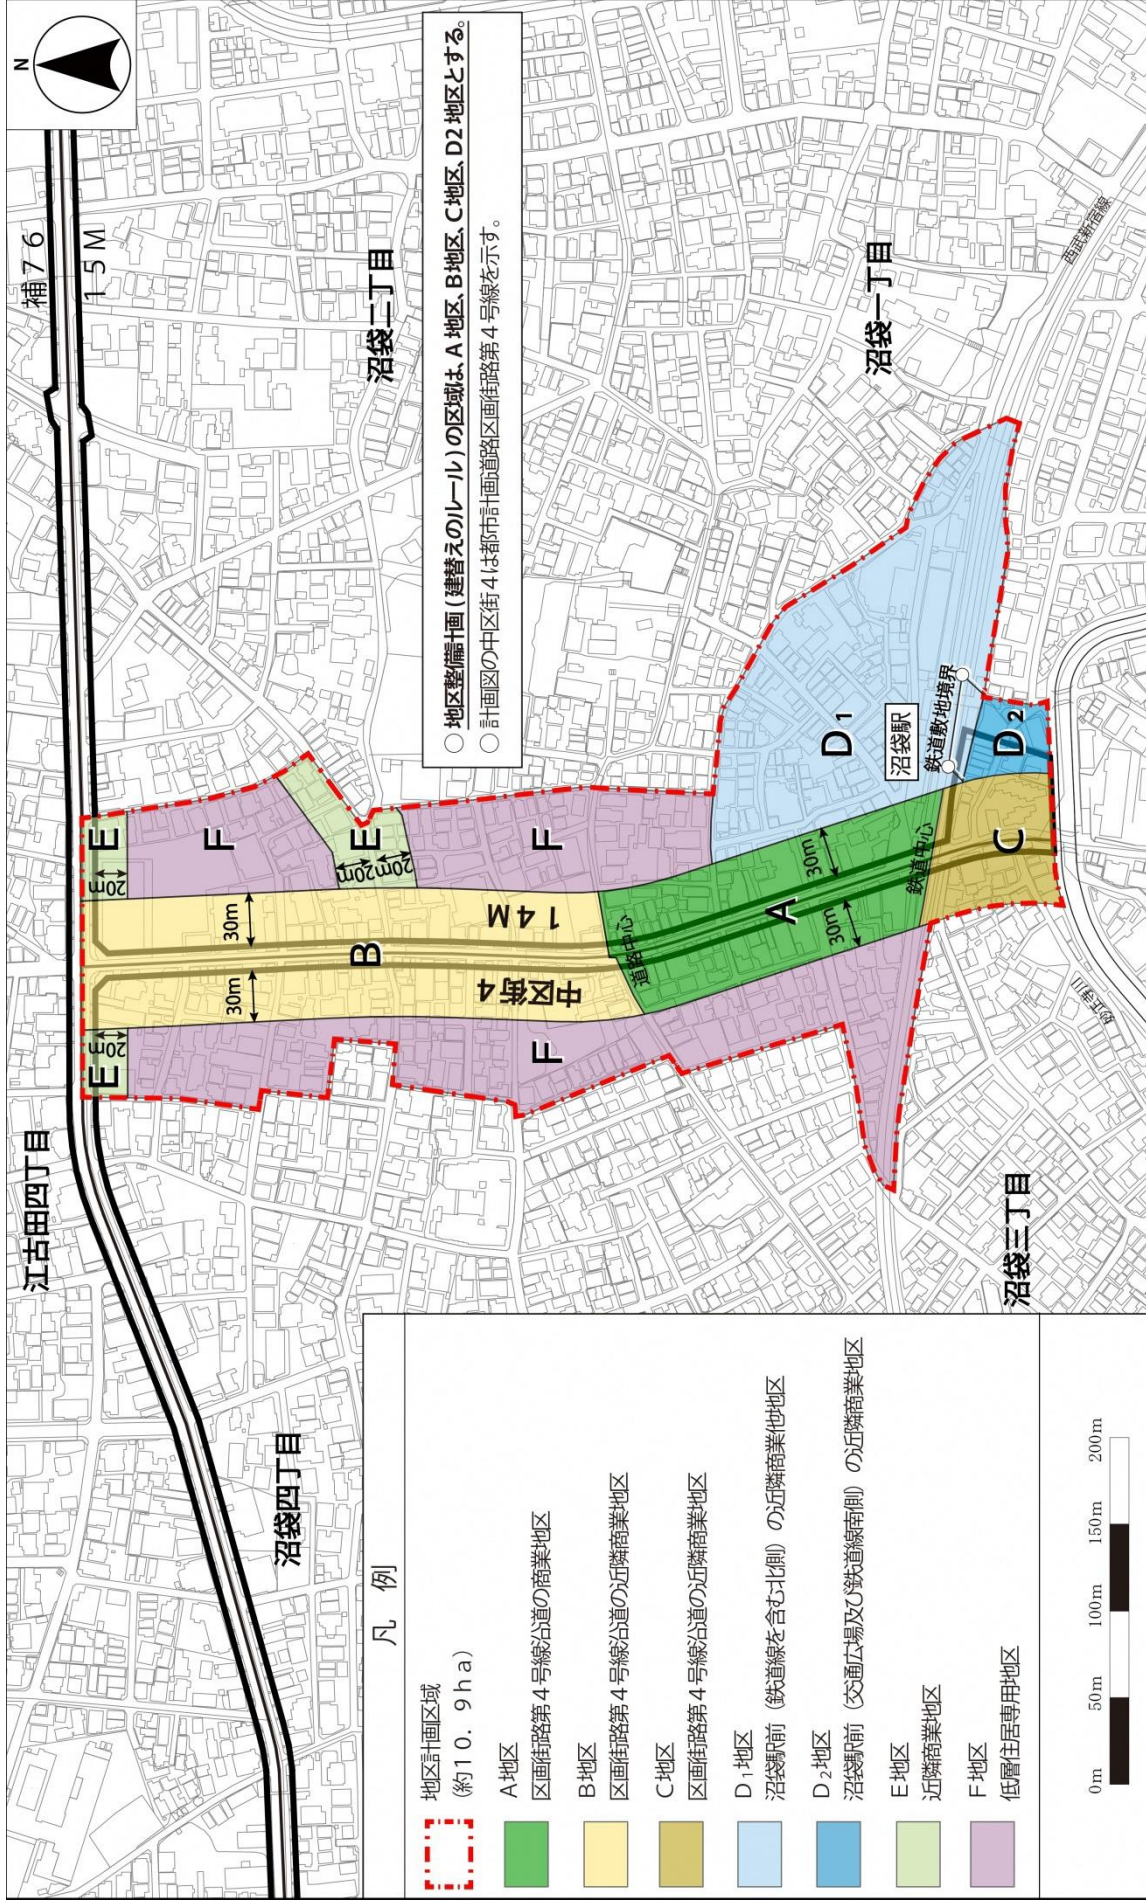 N
補76
15M
江古田四丁目
沼袋二丁目
沼袋四丁目
沼袋一丁目
沼袋三丁目
○ 地区整備計画(建替えのルール)の区域は、A地区、B地区、C地区、D2地区とする。
○ 計画図の中区街4は都市計画道路区画街路第4号線を示す。
E
20m
E
20m
F
E
20m
20m
F
F
30m
30m
B
14M
中区街4
道路中心
A
30m
30m
鉄道中心
D1
沼袋駅
鉄道敷地境界
D2
C
西武新宿線
妙正寺川
凡 例
地区計画区域
(約10.9ha)
A地区
区画街路第4号線沿道の商業地区
B地区
区画街路第4号線沿道の近隣商業地区
C地区
区画街路第4号線沿道の近隣商業地区
D1地区
沼袋駅前(鉄道線を含む北側)の近隣商業他地区
D2地区
沼袋駅前(交通広場及び鉄道線南側)の近隣商業地区
E地区
近隣商業地区
F地区
低層住居専用地区
0m 50m 100m 150m 200m